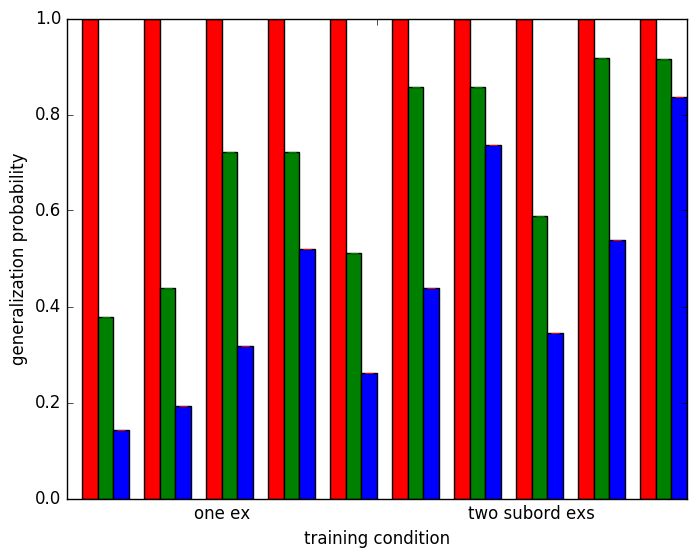 1.0
0.8
0.6
0.4
0.2
0.0
generalization probability
one ex
two subord exs
training condition